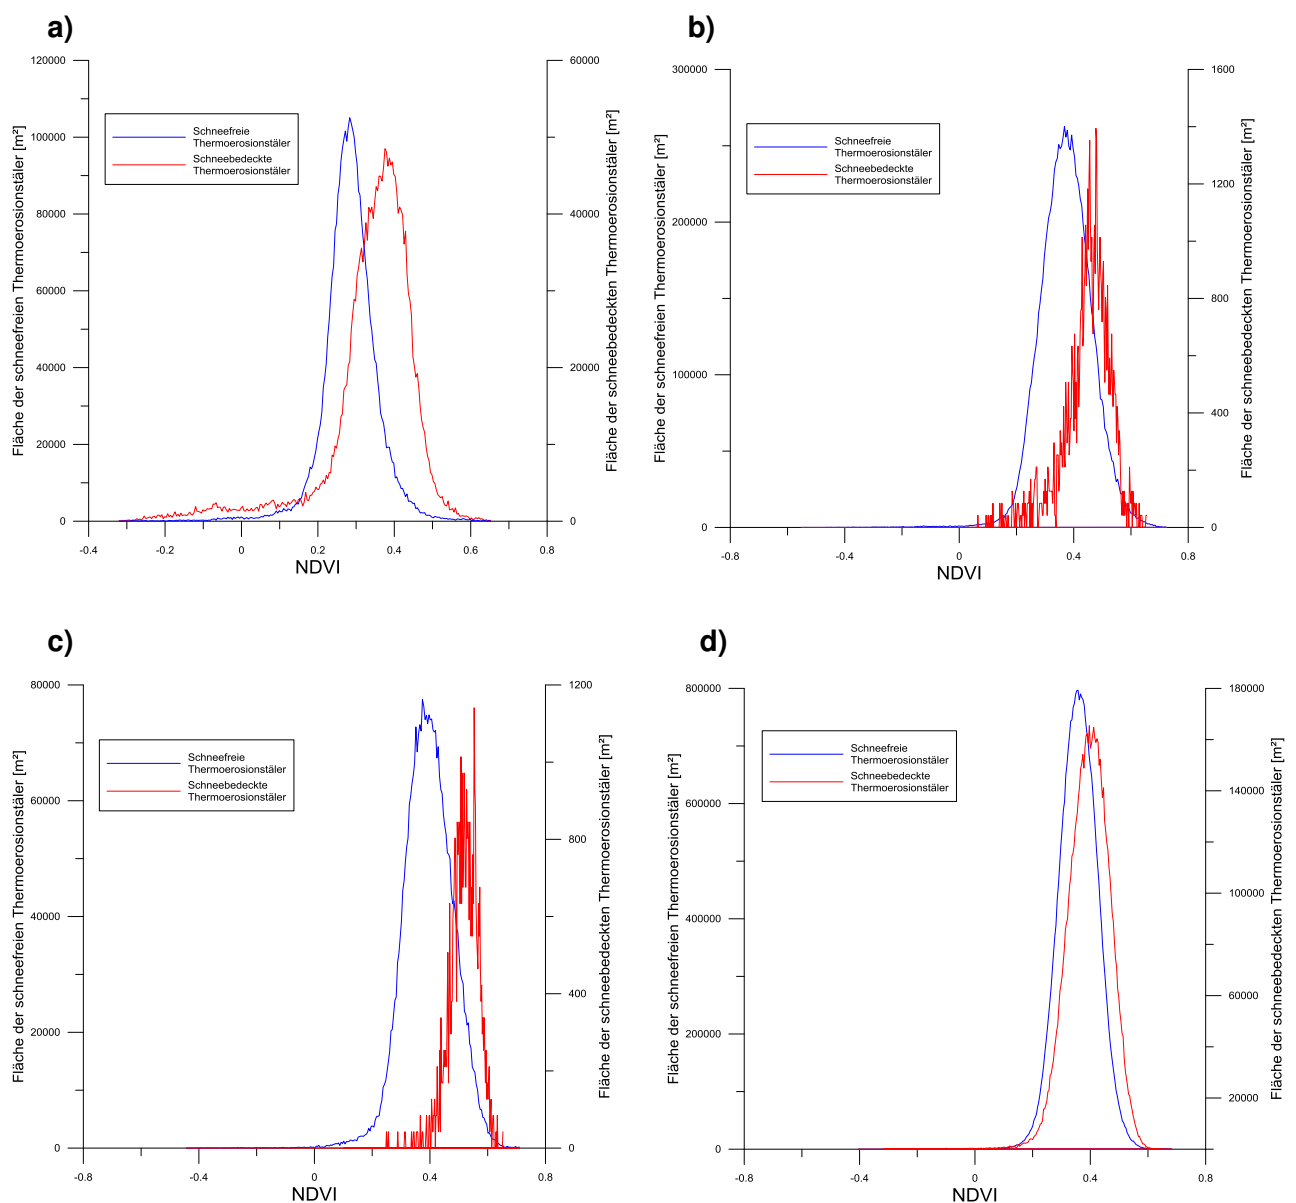 a)
120000
100000
80000
60000
40000
20000
0
60000
40000
20000
0
-0.4
-0.2
0
0.2
0.4
0.6
0.8
NDVI
Fläche der schneefreien Thermoerosionstäler [m²]
Fläche der schneebedeckten Thermoerosionstäler [m²]
Schneefreie
Thermoerosionstäler
Schneebedeckte
Thermoerosionstäler
b)
300000
200000
100000
0
1600
1200
800
400
0
-0.8
-0.4
0
0.4
0.8
NDVI
Fläche der schneefreien Thermoerosionstäler [m²]
Fläche der schneebedeckten Thermoerosionstäler [m²]
Schneefreie
Thermoerosionstäler
Schneebedeckte
Thermoerosionstäler
c)
80000
60000
40000
20000
0
1200
800
400
0
-0.8
-0.4
0
0.4
0.8
NDVI
Fläche der schneefreien Thermoerosionstäler [m²]
Fläche der schneebedeckten Thermoerosionstäler [m²]
Schneefreie
Thermoerosionstäler
Schneebedeckte
Thermoerosionstäler
d)
800000
600000
400000
200000
0
180000
140000
100000
60000
20000
-0.8
-0.4
0
0.4
0.8
NDVI
Fläche der schneefreien Thermoerosionstäler [m²]
Fläche der schneebedeckten Thermoerosionstäler [m²]
Schneefreie
Thermoerosionstäler
Schneebedeckte
Thermoerosionstäler